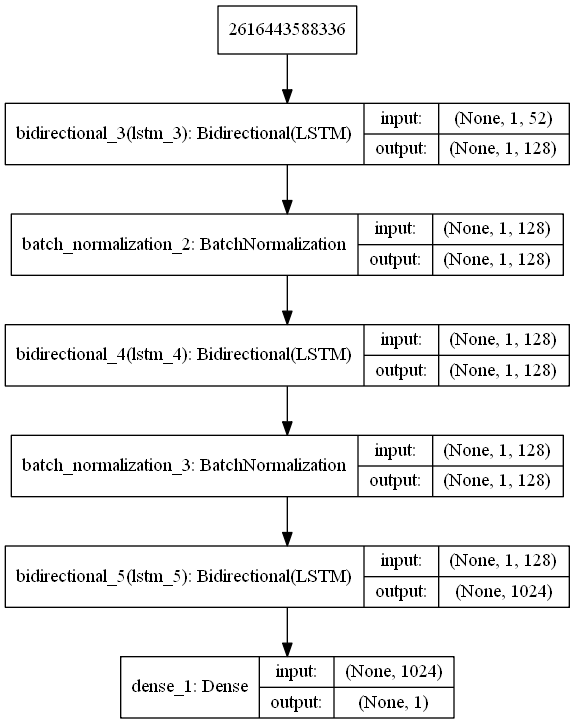 2616443588336
bidirectional_3(lstm_3): Bidirectional(LSTM)
input: (None, 1, 52)
output: (None, 1, 128)
batch_normalization_2: BatchNormalization
input: (None, 1, 128)
output: (None, 1, 128)
bidirectional_4(lstm_4): Bidirectional(LSTM)
input: (None, 1, 128)
output: (None, 1, 128)
batch_normalization_3: BatchNormalization
input: (None, 1, 128)
output: (None, 1, 128)
bidirectional_5(lstm_5): Bidirectional(LSTM)
input: (None, 1, 128)
output: (None, 1024)
dense_1: Dense
input: (None, 1024)
output: (None, 1)